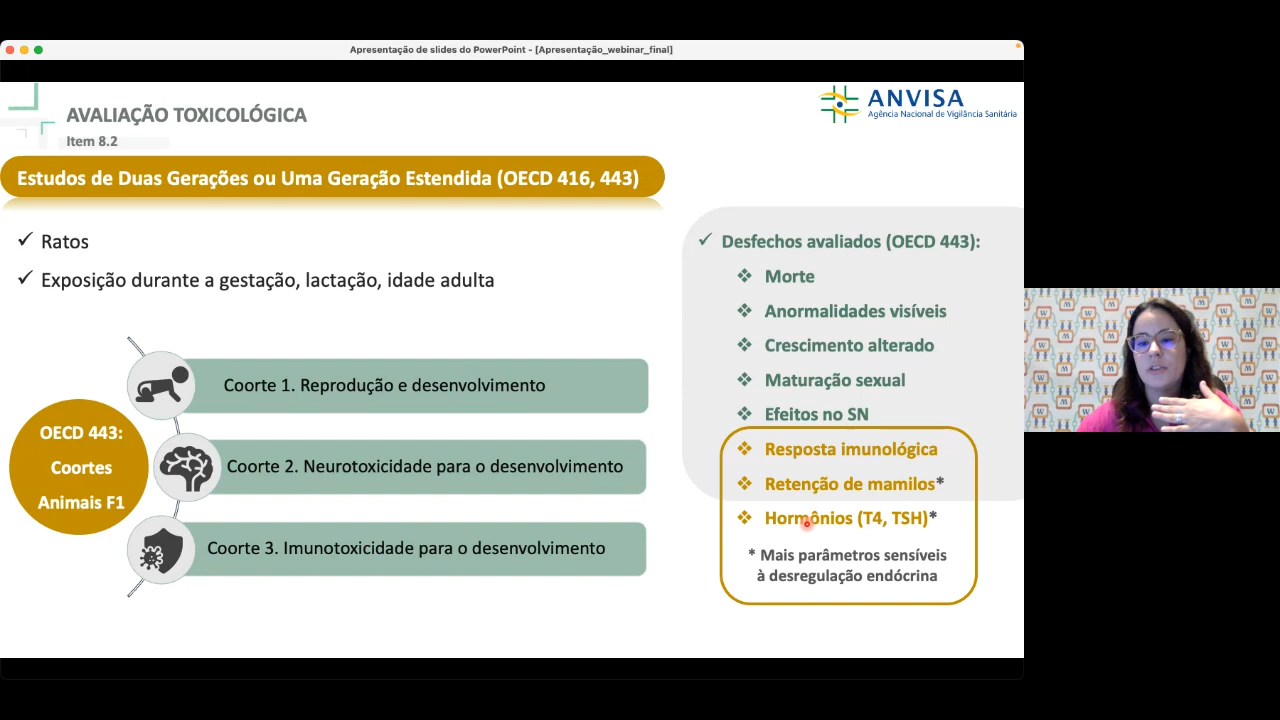 Apresentação de slides do PowerPoint - [Apresentação_webinar_final]
AVALIAÇÃO TOXICOLÓGICA
Item 8.2
ANVISA
Agência Nacional de Vigilância Sanitária
Estudos de Duas Gerações ou Uma Geração Estendida (OECD 416, 443)
✓ Ratos
✓ Exposição durante a gestação, lactação, idade adulta
OECD 443:
Coortes
Animais F1
Coorte 1. Reprodução e desenvolvimento
Coorte 2. Neurotoxicidade para o desenvolvimento
Coorte 3. Imunotoxicidade para o desenvolvimento
✓ Desfechos avaliados (OECD 443):
❖ Morte
❖ Anormalidades visíveis
❖ Crescimento alterado
❖ Maturação sexual
❖ Efeitos no SN
❖ Resposta imunológica
❖ Retenção de mamilos*
❖ Hormônios (T4, TSH)*
* Mais parâmetros sensíveis
à desregulação endócrina